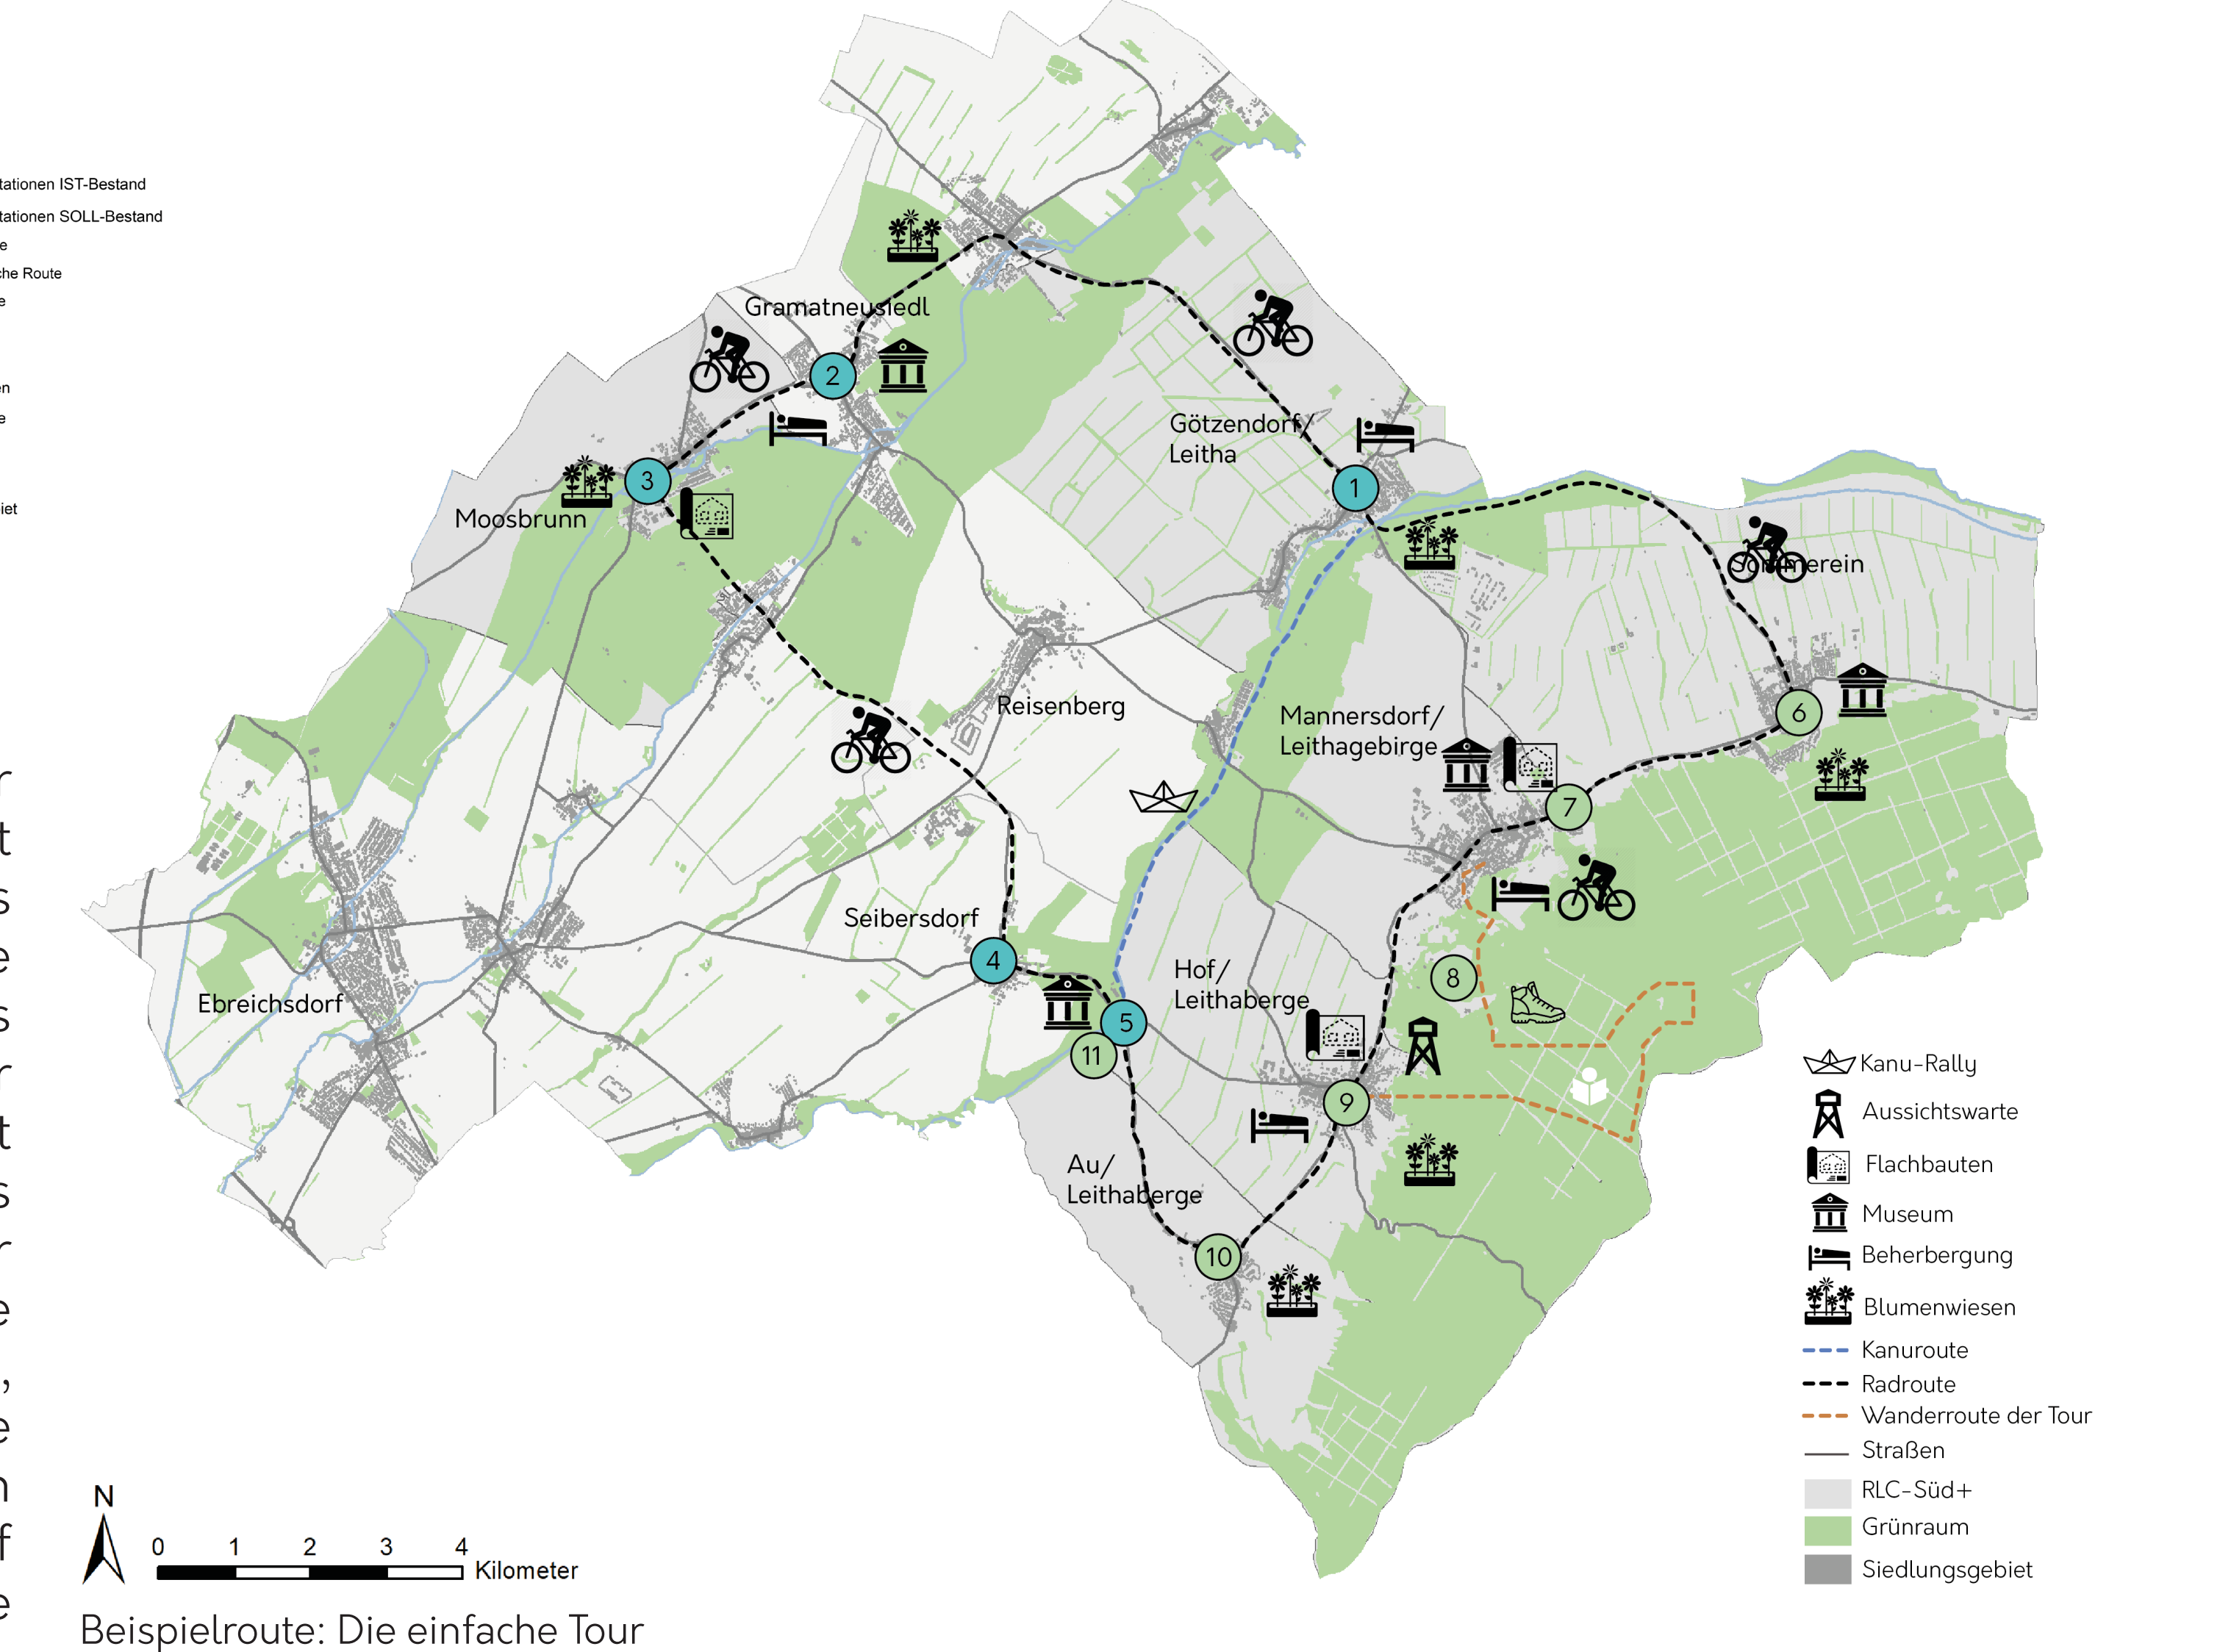 tationen IST-Bestand
tationen SOLL-Bestand
e
che Route
e
en
e
iet
r
t
s
e
s
r
t
s
r
e
,
e
n
f
e
Gramatneusiedl
2
Götzendorf/
Leitha
1
3
Moosbrunn
Sommerein
6
Reisenberg
Mannersdorf/
Leithagebirge
7
Seibersdorf
4
8
Hof/
Leithaberge
Ebreichsdorf
5
11
9
Au/
Leithaberge
10
Kanu-Rally
Aussichtswarte
Flachbauten
Museum
Beherbergung
Blumenwiesen
Kanuroute
Radroute
Wanderroute der Tour
Straßen
RLC-Süd+
Grünraum
Siedlungsgebiet
N
0 1 2 3 4
Kilometer
Beispielroute: Die einfache Tour